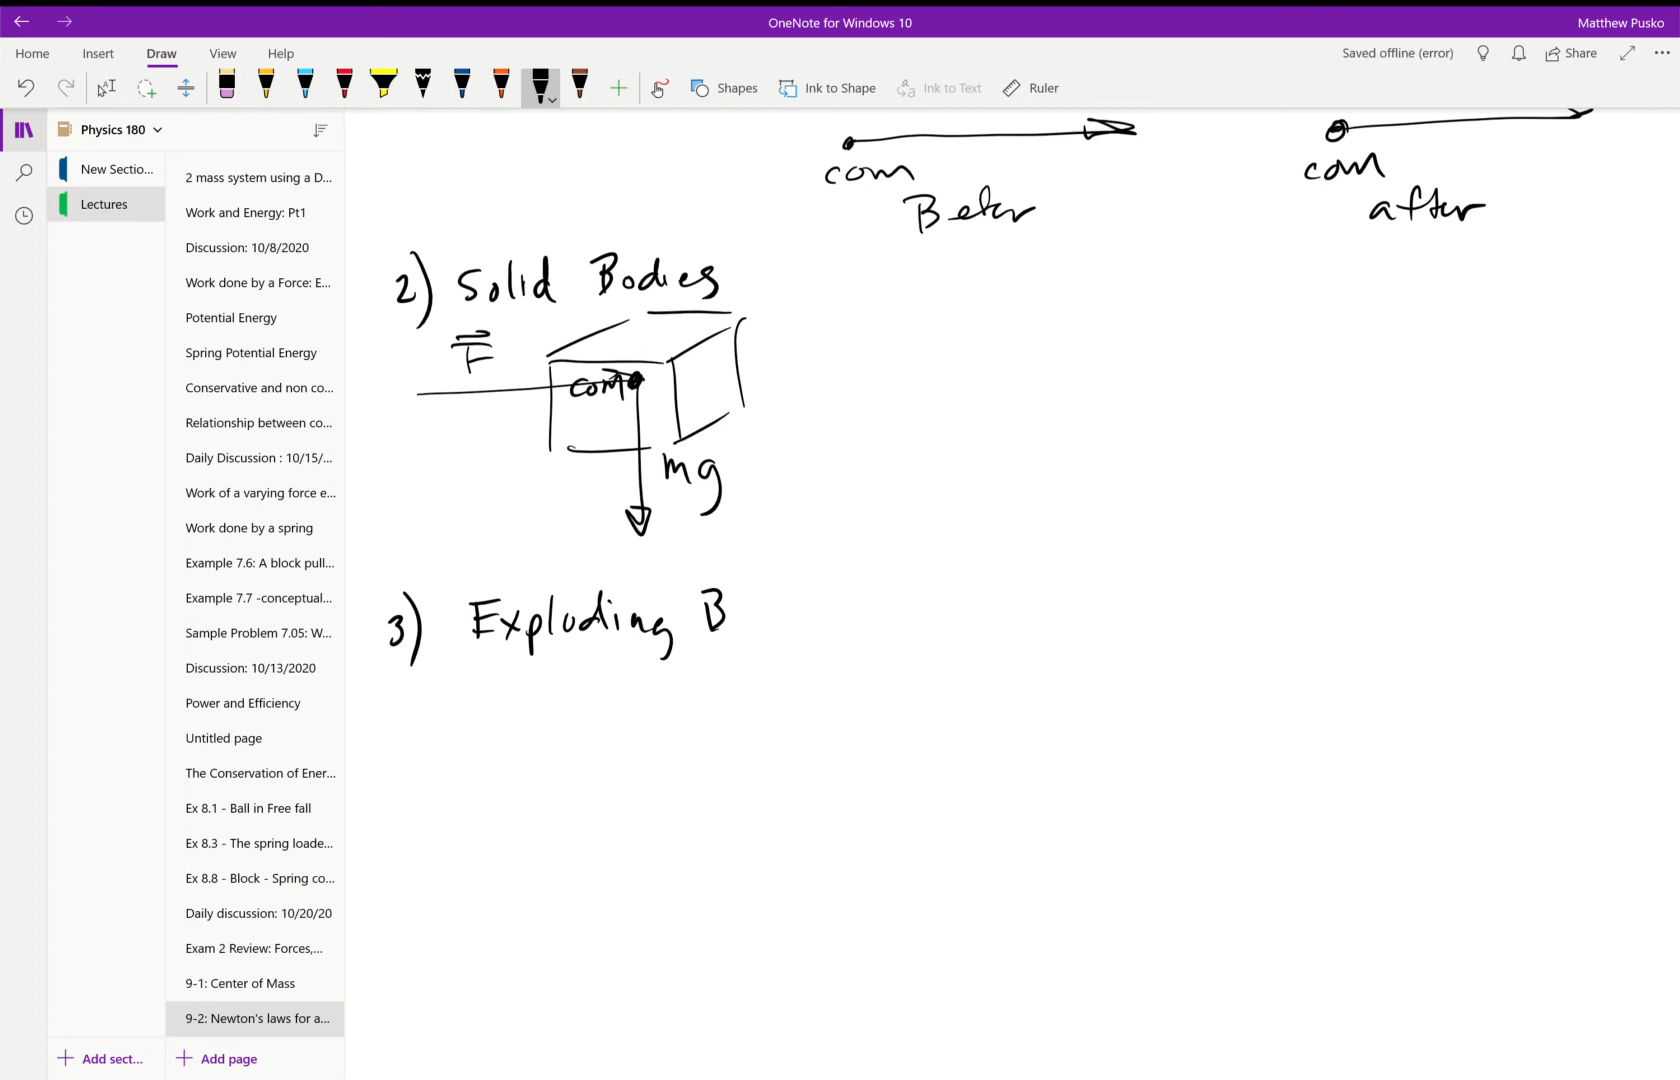 OneNote for Windows 10
Matthew Pusko
Home Insert Draw View Help
Saved offline (error) Share
Shapes Ink to Shape Ink to Text Ruler
Physics 180
New Sectio...
Lectures
2 mass system using a D...
Work and Energy: Pt1
Discussion: 10/8/2020
Work done by a Force: E...
Potential Energy
Spring Potential Energy
Conservative and non co...
Relationship between co...
Daily Discussion : 10/15/...
Work of a varying force e...
Work done by a spring
Example 7.6: A block pull...
Example 7.7 -conceptual...
Sample Problem 7.05: W...
Discussion: 10/13/2020
Power and Efficiency
Untitled page
The Conservation of Ener...
Ex 8.1 - Ball in Free fall
Ex 8.3 - The spring loade...
Ex 8.8 - Block - Spring co...
Daily discussion: 10/20/20
Exam 2 Review: Forces,...
9-1: Center of Mass
9-2: Newton's laws for a...
Add sect...
Add page
com
com
after
2) Solid Bodies
F
com
mg
3) Exploding B